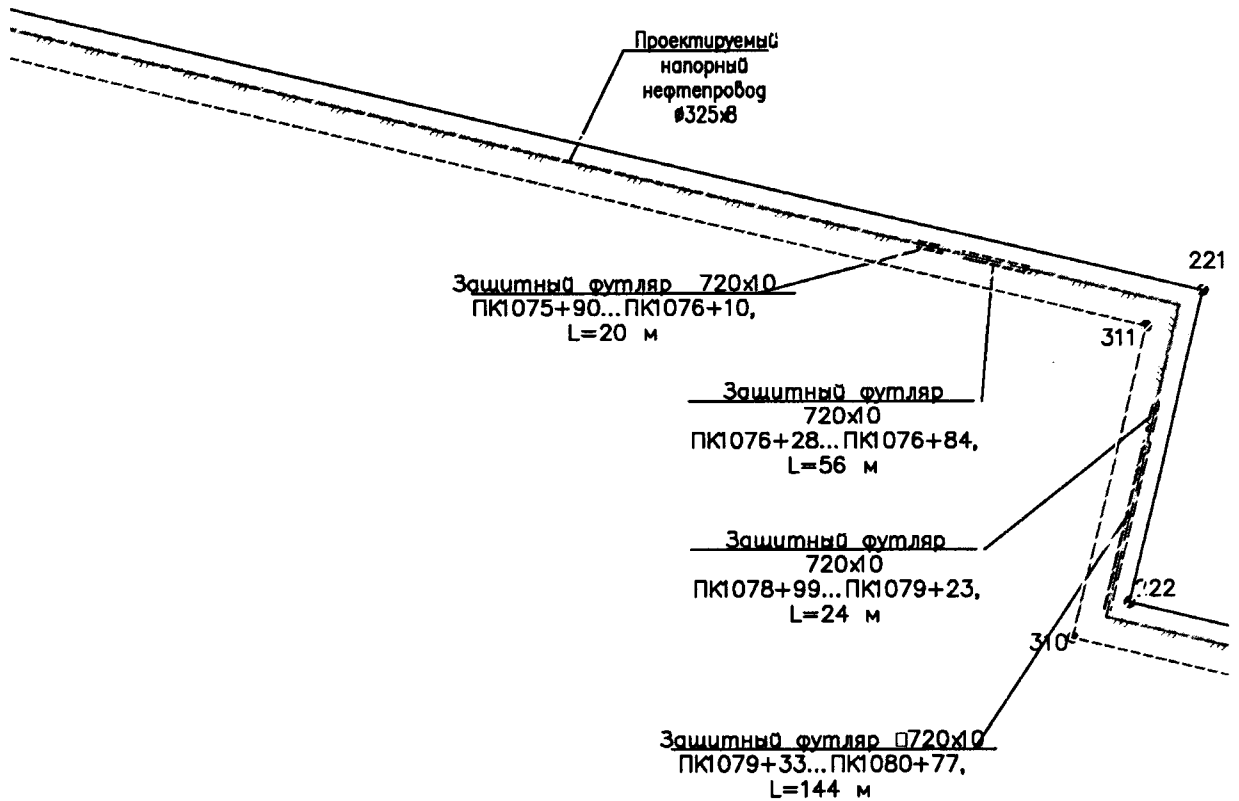 Проектируемый
напорный
нефтепровод
ø325x8
221
Защитный футляр 720x10
ПК1075+90...ПК1076+10,
L=20 м
311
Защитный футляр
720x10
ПК1076+28...ПК1076+84,
L=56 м
Защитный футляр
720x10
ПК1078+99...ПК1079+23,
L=24 м
222
310
Защитный футляр □720x10
ПК1079+33...ПК1080+77,
L=144 м